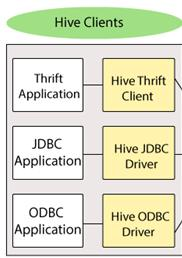 Hive Clients
Thrift
Application
Hive Thrift
Client
JDBC
Application
Hive JDBC
Driver
ODBC
Application
Hive ODBC
Driver